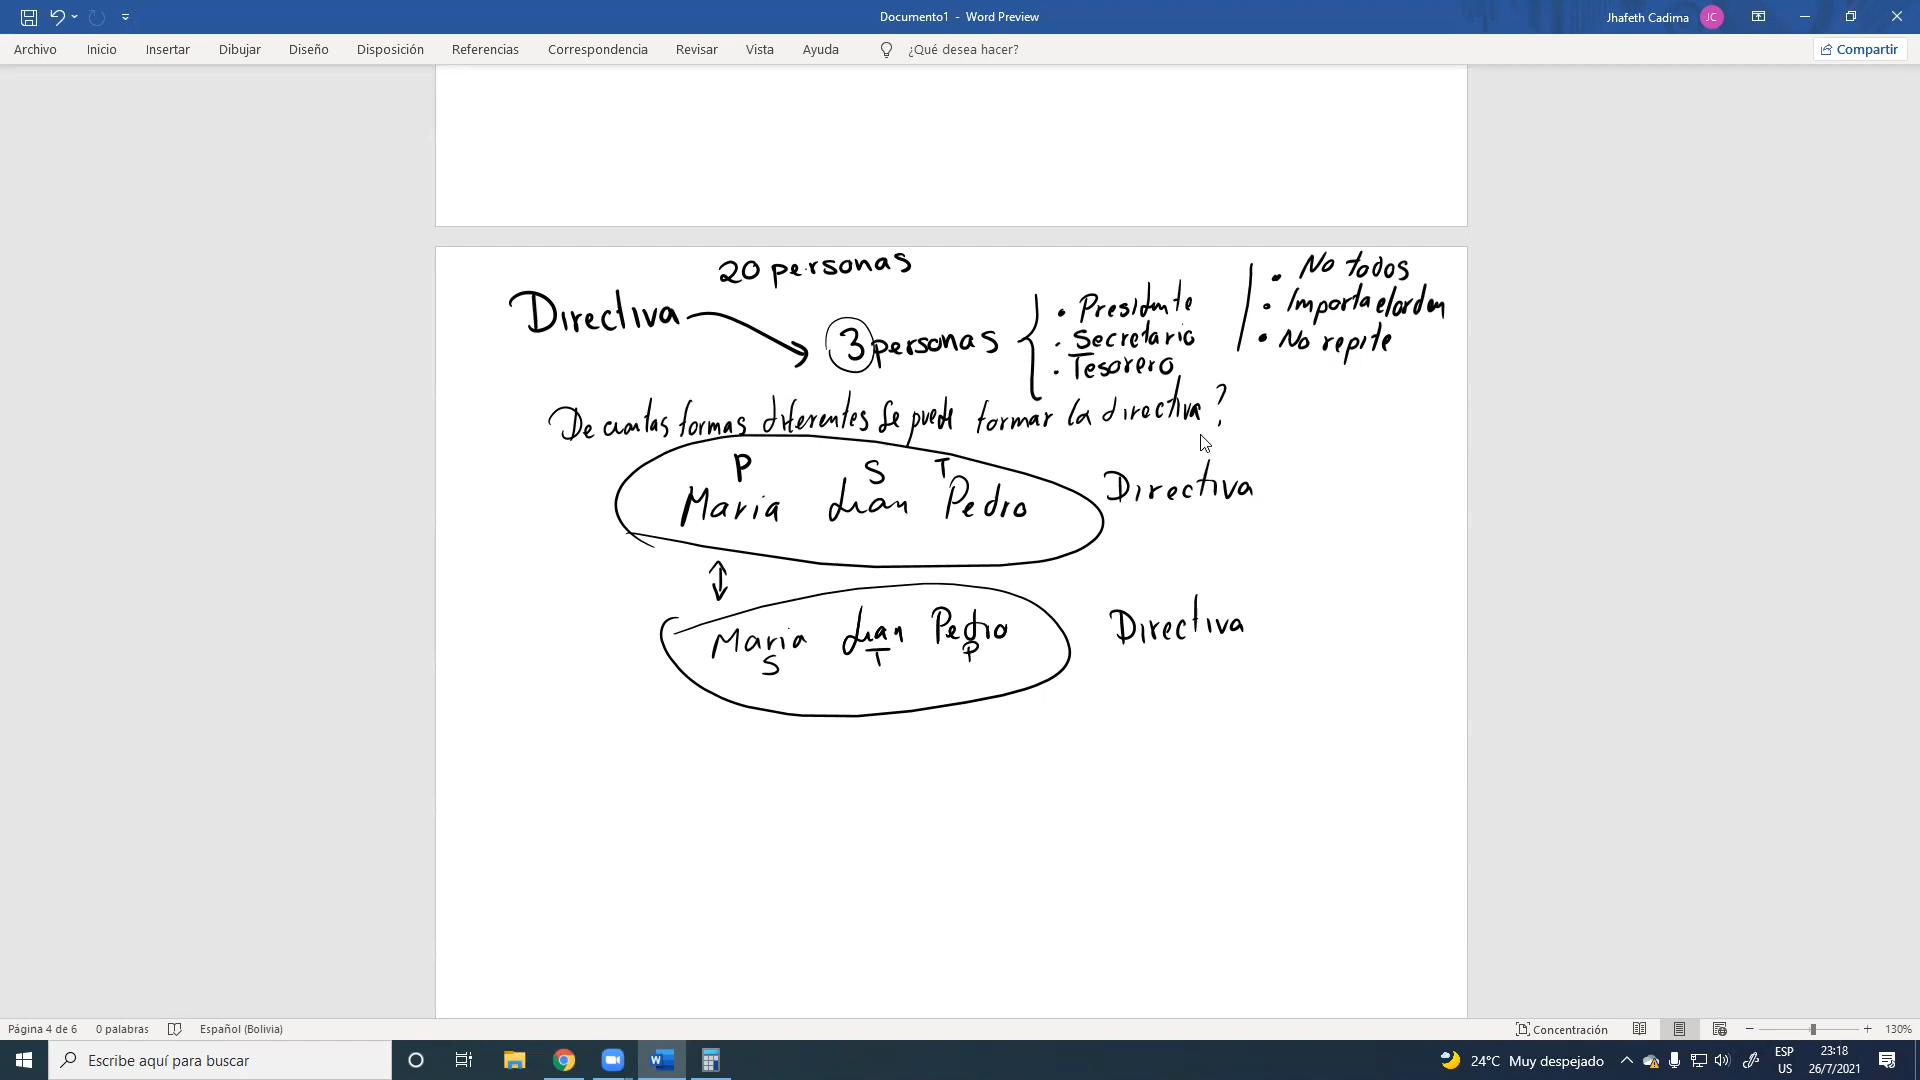 Documento1 - Word Preview
Jhafeth Cadima
JC
Archivo Inicio Insertar Dibujar Diseño Disposición Referencias Correspondencia Revisar Vista Ayuda ¿Qué desea hacer?
Compartir
20 personas
Directiva
3 personas
• Presidente
• Secretario
• Tesorero
• No todos
• Importa el orden
• No repite
De cuantas formas diferentes se puede formar la directiva?
P S T
Maria Juan Pedro
Directiva
Maria Juan Pedro
S T P
Directiva
Página 4 de 6 0 palabras Español (Bolivia)
Concentración
130%
Escribe aquí para buscar
24°C Muy despejado
ESP
US
23:18
26/7/2021